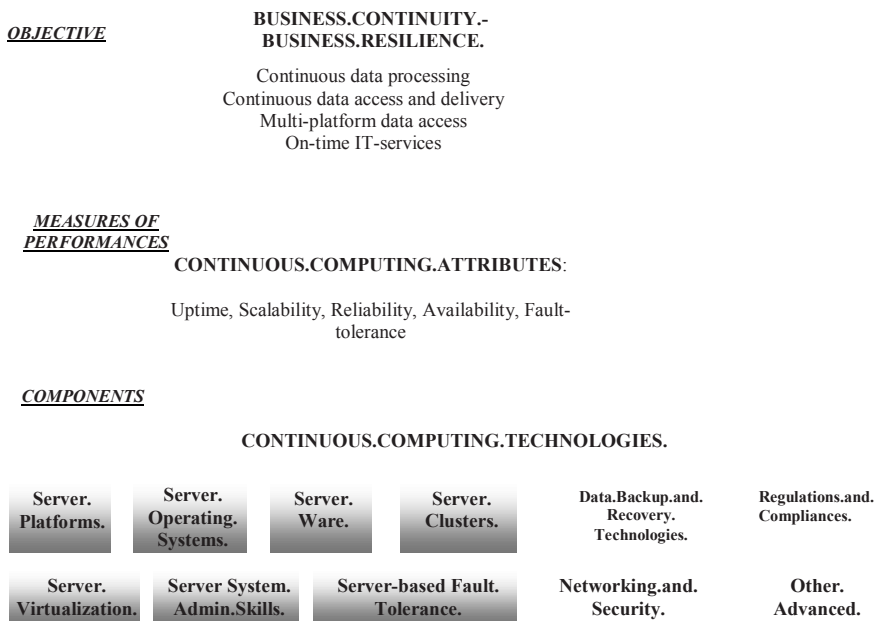 OBJECTIVE
BUSINESS.CONTINUITY.-
BUSINESS.RESILIENCE.
Continuous data processing
Continuous data access and delivery
Multi-platform data access
On-time IT-services
MEASURES OF
PERFORMANCES
CONTINUOUS.COMPUTING.ATTRIBUTES:
Uptime, Scalability, Reliability, Availability, Fault-
tolerance
COMPONENTS
CONTINUOUS.COMPUTING.TECHNOLOGIES.
Server.
Platforms.
Server.
Operating.
Systems.
Server.
Ware.
Server.
Clusters.
Data.Backup.and.
Recovery.
Technologies.
Regulations.and.
Compliances.
Server.
Virtualization.
Server System.
Admin.Skills.
Server-based Fault.
Tolerance.
Networking.and.
Security.
Other.
Advanced.